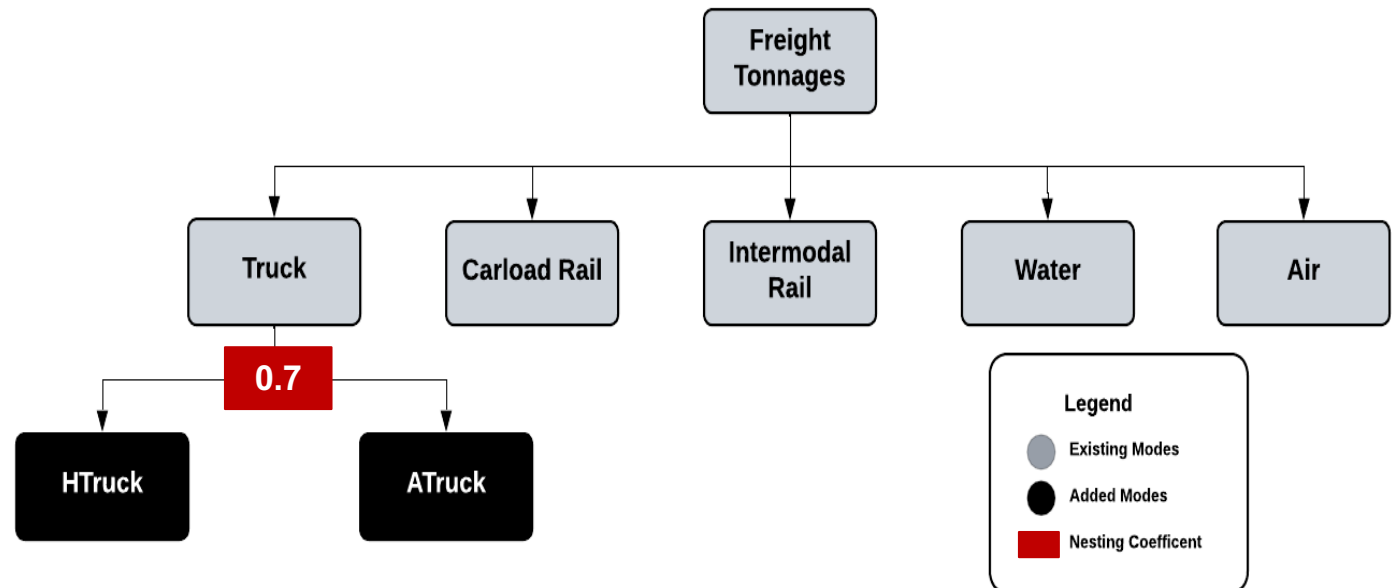 Freight
Tonnages
Truck
Carload Rail
Intermodal
Rail
Water
Air
0.7
HTruck
ATruck
Legend
Existing Modes
Added Modes
Nesting Coefficent